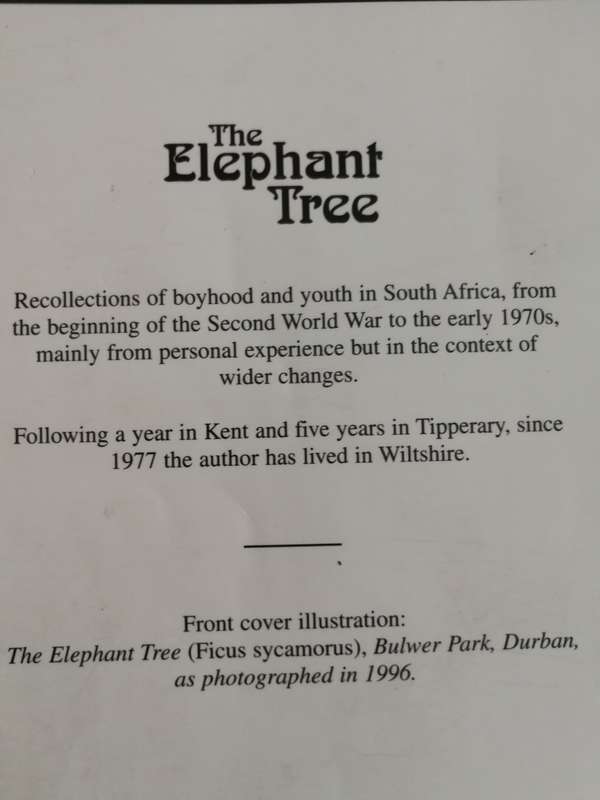 The
Elephant
Tree
Recollections of boyhood and youth in South Africa, from
the beginning of the Second World War to the early 1970s,
mainly from personal experience but in the context of
wider changes.
Following a year in Kent and five years in Tipperary, since
1977 the author has lived in Wiltshire.
Front cover illustration:
The Elephant Tree (Ficus sycamorus), Bulwer Park, Durban,
as photographed in 1996.